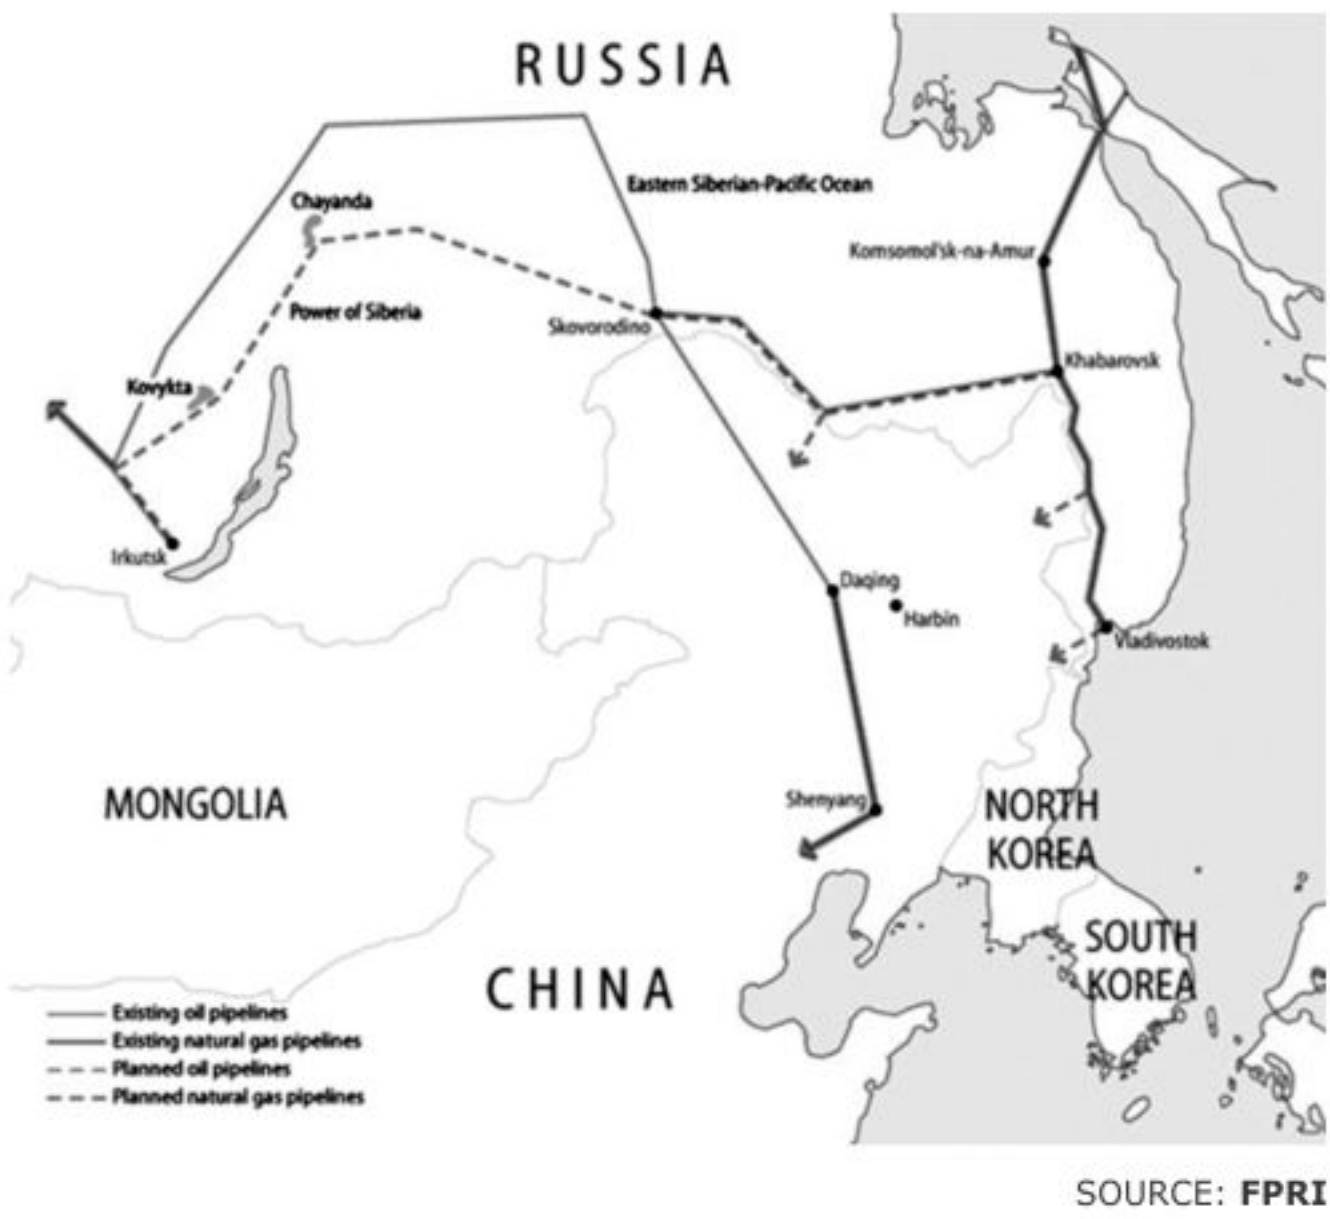 RUSSIA
Eastern Siberian-Pacific Ocean
Chayanda
Komsomol'sk-na-Amur
Power of Siberia
Skovorodino
Khabarovsk
Kovykta
Irkutsk
Daqing
Harbin
Vladivostok
MONGOLIA
Shenyang
NORTH
KOREA
SOUTH
KOREA
CHINA
Existing oil pipelines
Existing natural gas pipelines
Planned oil pipelines
Planned natural gas pipelines
SOURCE: FPRI